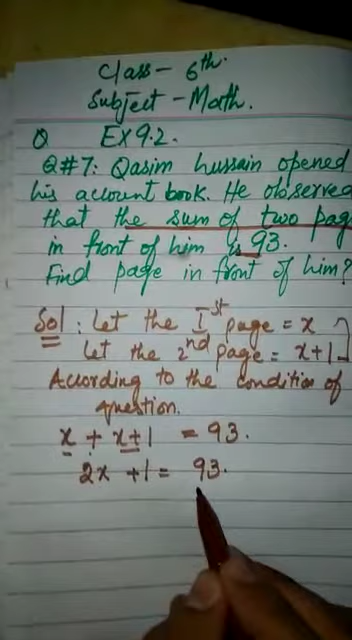 Class - 6th.
Subject - Math.
Q EX 9.2.
Q#7: Qasim hussain opened
his account book. He observed
that the sum of two pag
in front of him is 93.
Find page in front of him?
Sol: Let the Ist page = x
Let the 2nd page = x+1
According to the condition of
question.
x + x+1 = 93.
2x + 1 = 93.